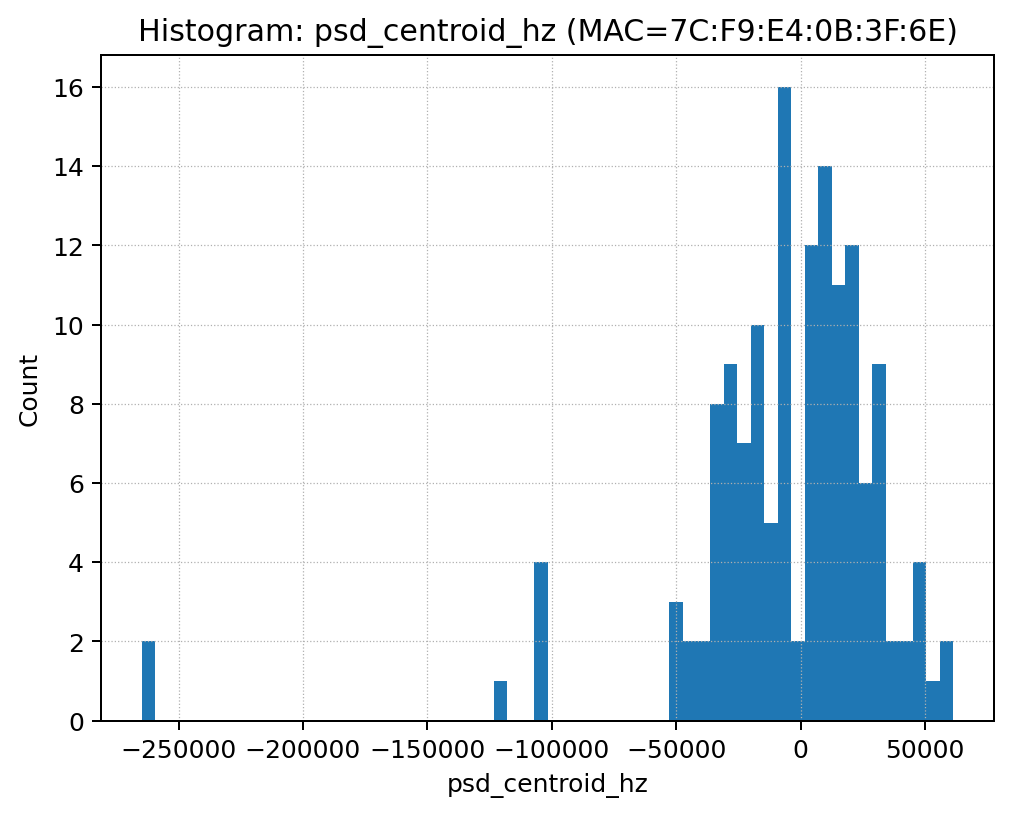 Histogram: psd_centroid_hz (MAC=7C:F9:E4:0B:3F:6E)
16
14
12
10
8
6
4
2
0
Count
−250000 −200000 −150000 −100000 −50000 0 50000
psd_centroid_hz